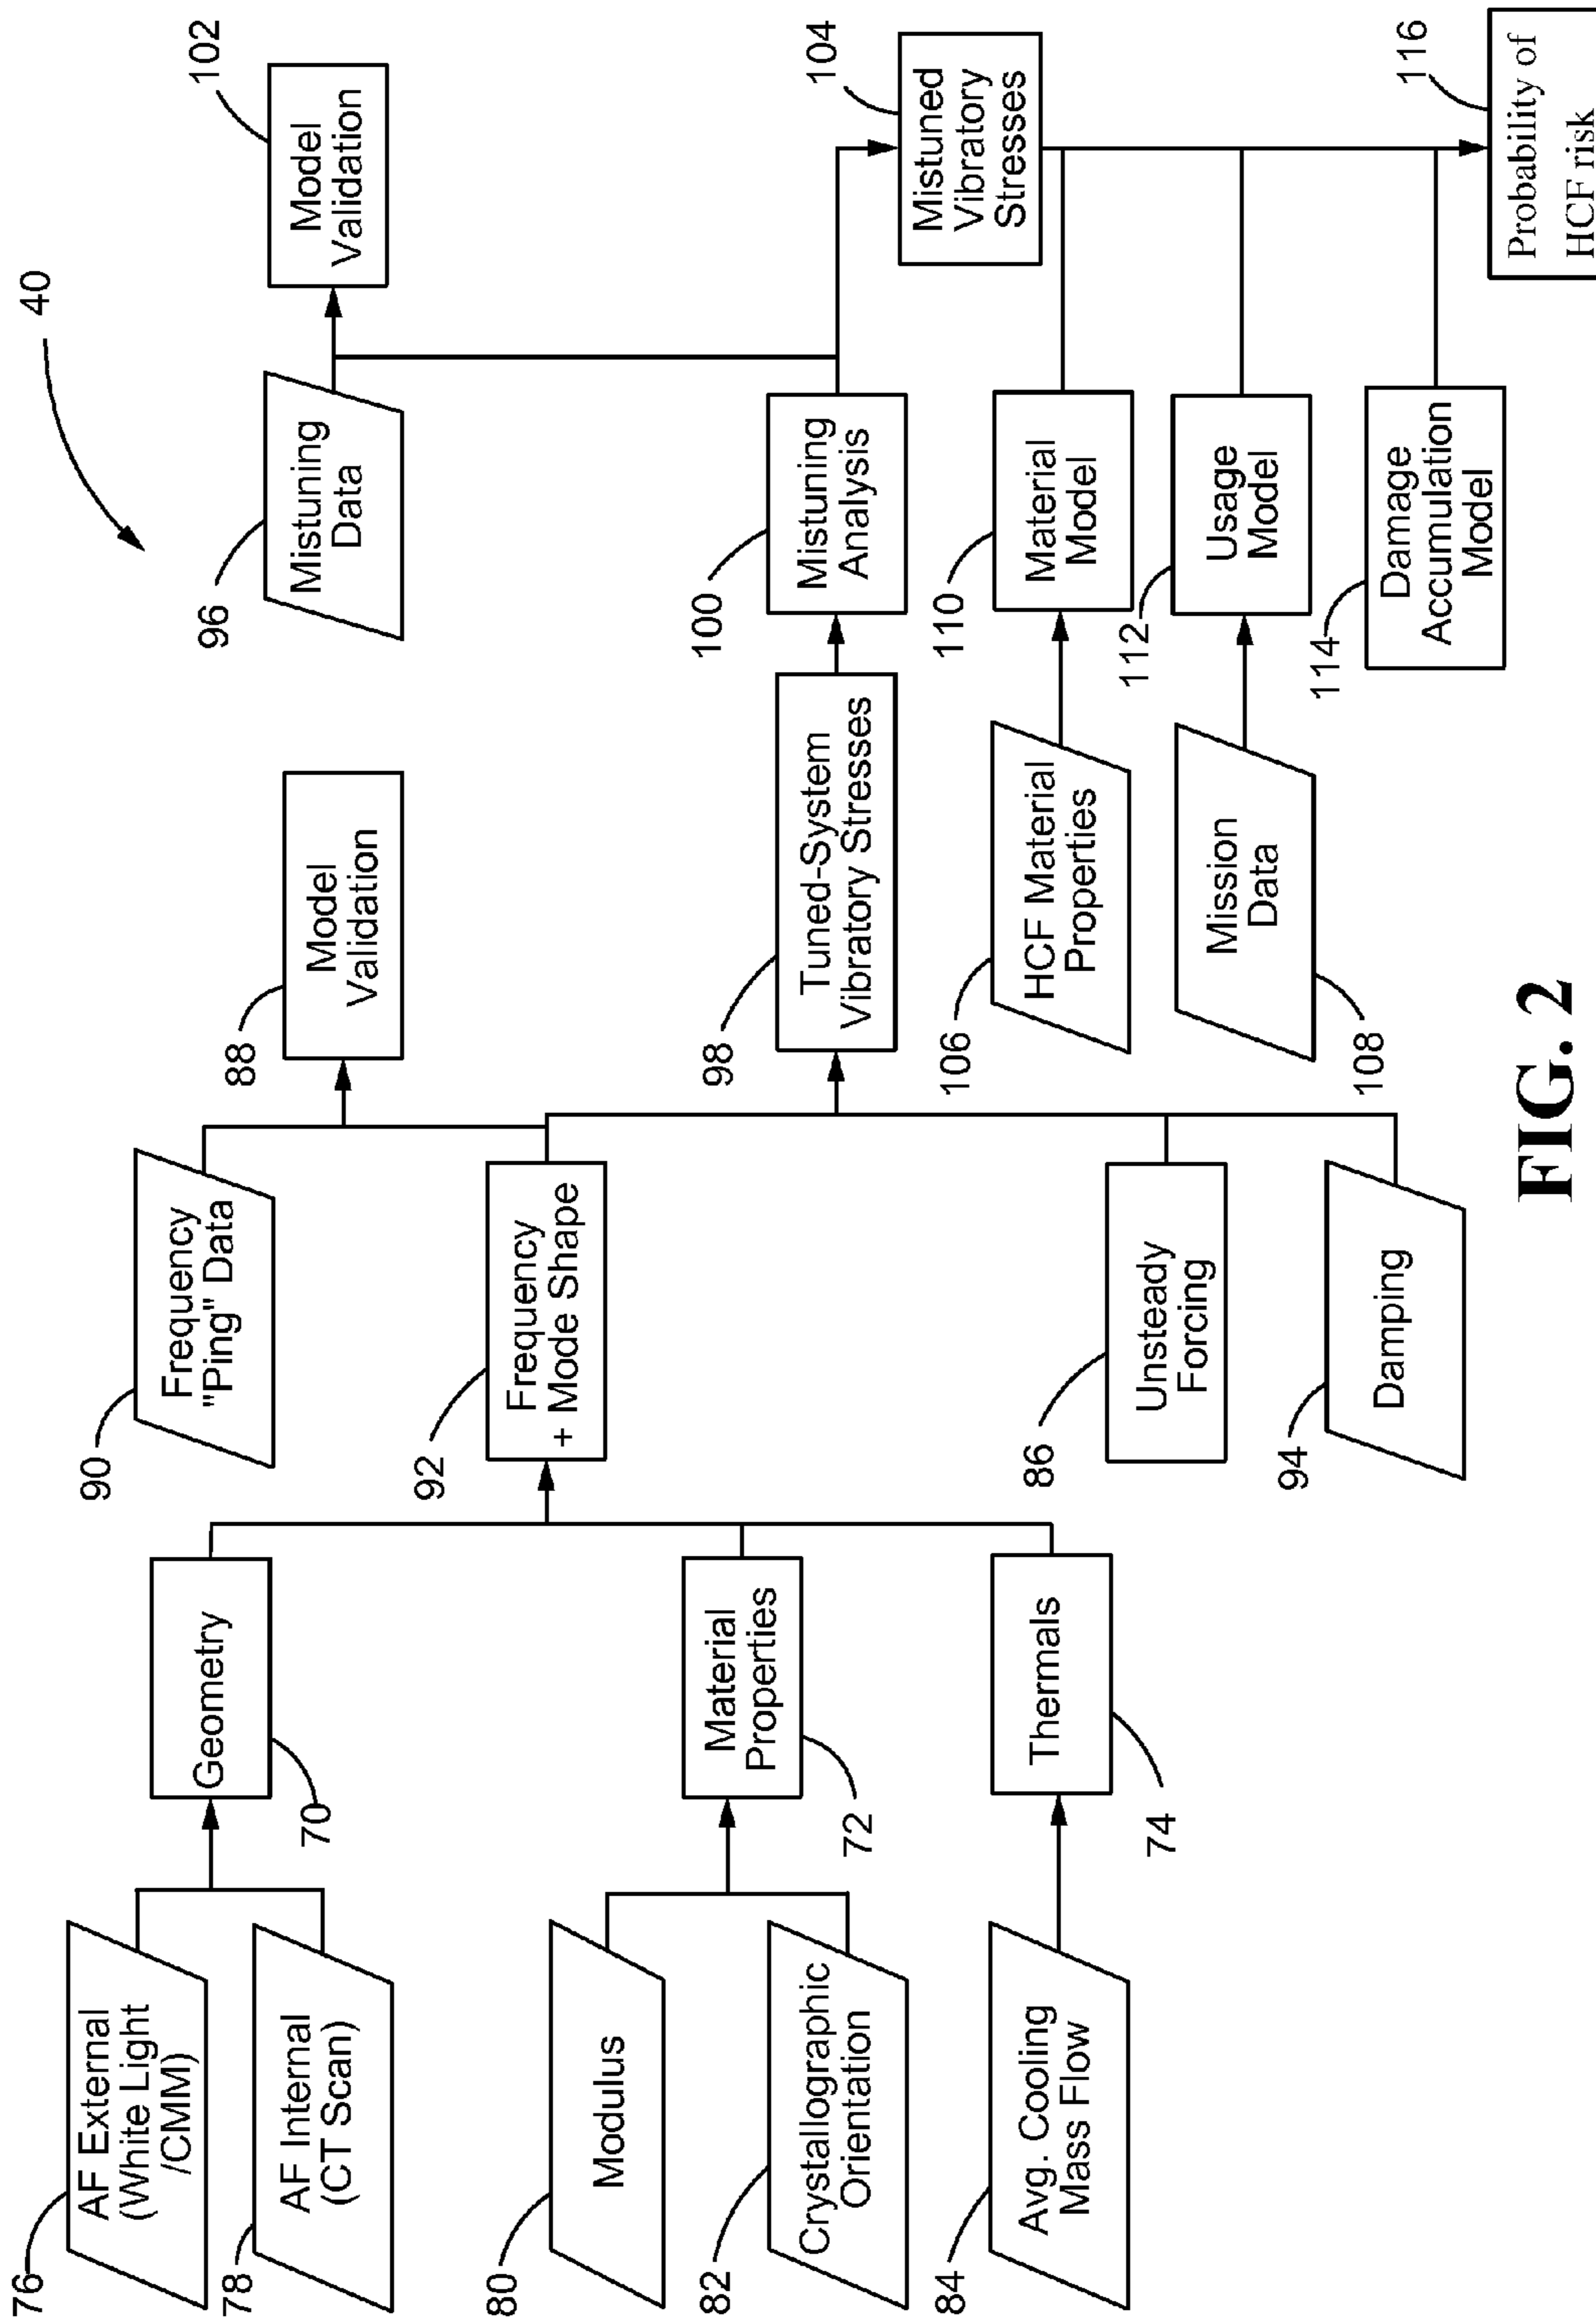 40
76
AF External
(White Light
/CMM)
78
AF Internal
(CT Scan)
80
Modulus
82
Crystallographic
Orientation
84
Avg. Cooling
Mass Flow
Geometry
70
Material
Properties
72
Thermals
74
90
Frequency
"Ping" Data
92
Frequency
+ Mode Shape
86
Unsteady
Forcing
94
Damping
88
Model
Validation
98
Tuned-System
Vibratory Stresses
106
HCF Material
Properties
Mission
Data
108
96
Mistuning
Data
100
Mistuning
Analysis
110
Material
Model
112
Usage
Model
114
Damage
Accumulation
Model
102
Model
Validation
104
Mistuned
Vibratory
Stresses
116
Probability of
HCF risk
FIG. 2